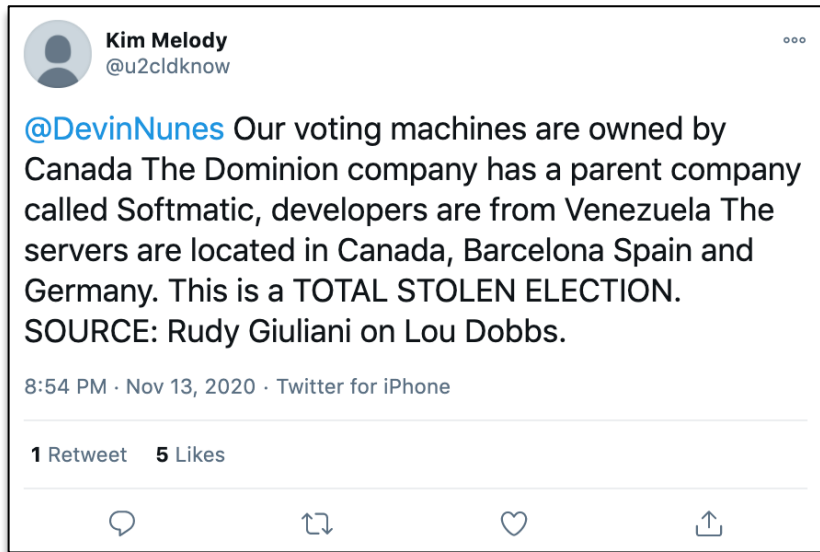 Kim Melody
@u2cldknow
@DevinNunes Our voting machines are owned by
Canada The Dominion company has a parent company
called Softmatic, developers are from Venezuela The
servers are located in Canada, Barcelona Spain and
Germany. This is a TOTAL STOLEN ELECTION.
SOURCE: Rudy Giuliani on Lou Dobbs.
8:54 PM · Nov 13, 2020 · Twitter for iPhone
1 Retweet 5 Likes